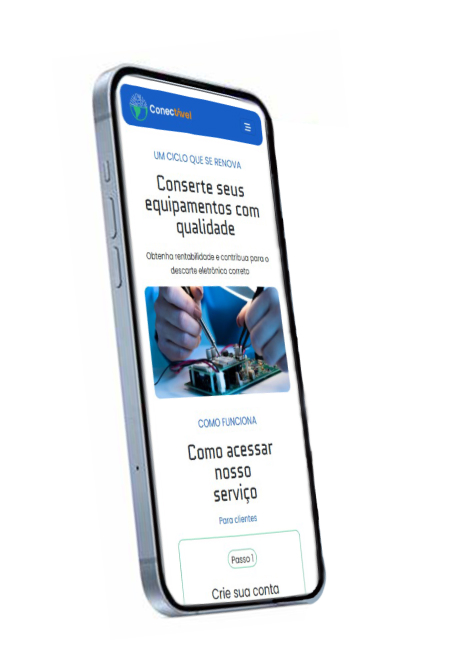 Conectivel
UM CICLO QUE SE RENOVA
Conserte seus
equipamentos com
qualidade
Obtenha rentabilidade e contribua para o
descarte eletrônico correto
COMO FUNCIONA
Como acessar
nosso
serviço
Para clientes
Passo 1
Crie sua conta